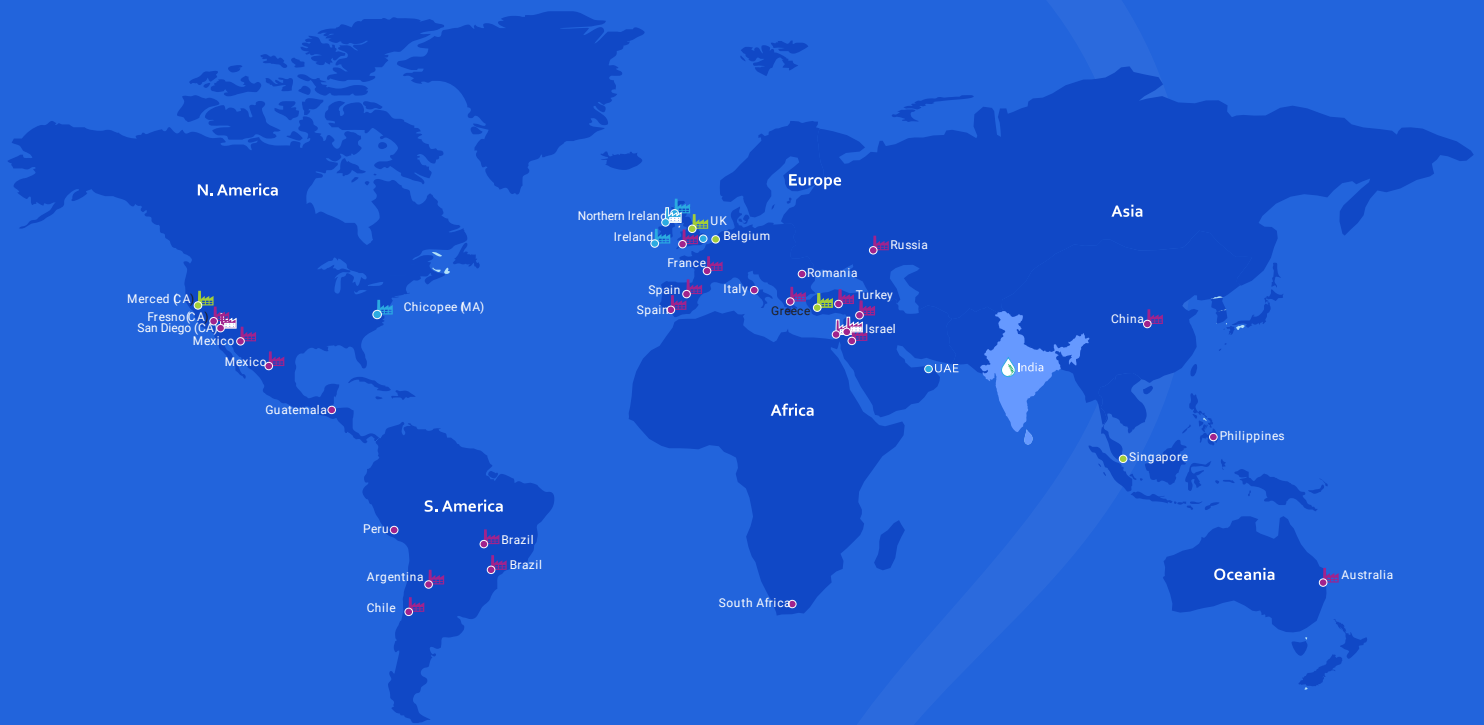 N. America
Europe
Asia
Northern Ireland
UK
Ireland
Belgium
Russia
France
Romania
Spain
Italy
Turkey
Merced (CA
Chicopee (MA)
Spain
Greece
Fresno(CA
China
San Diego (CA)
Israel
Mexico
Mexico
UAE
India
Guatemala
Africa
Philippines
Singapore
S. America
Peru
Brazil
Brazil
Argentina
Oceania
Australia
South Africa
Chile